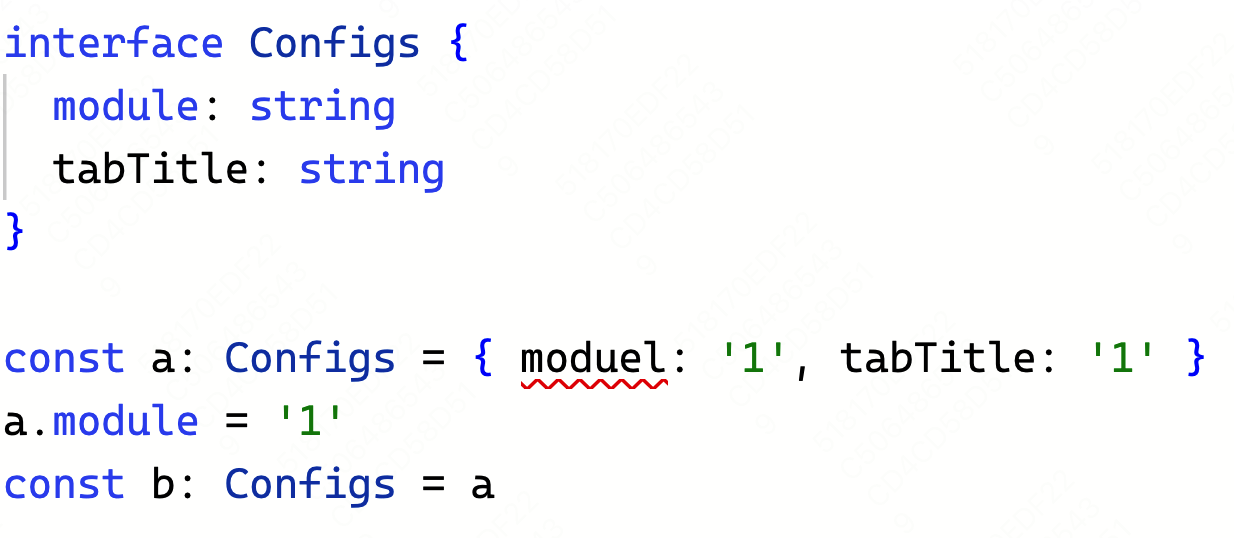 interface Configs {
  module: string
  tabTitle: string
}
const a: Configs = { moduel: '1', tabTitle: '1' }
a.module = '1'
const b: Configs = a